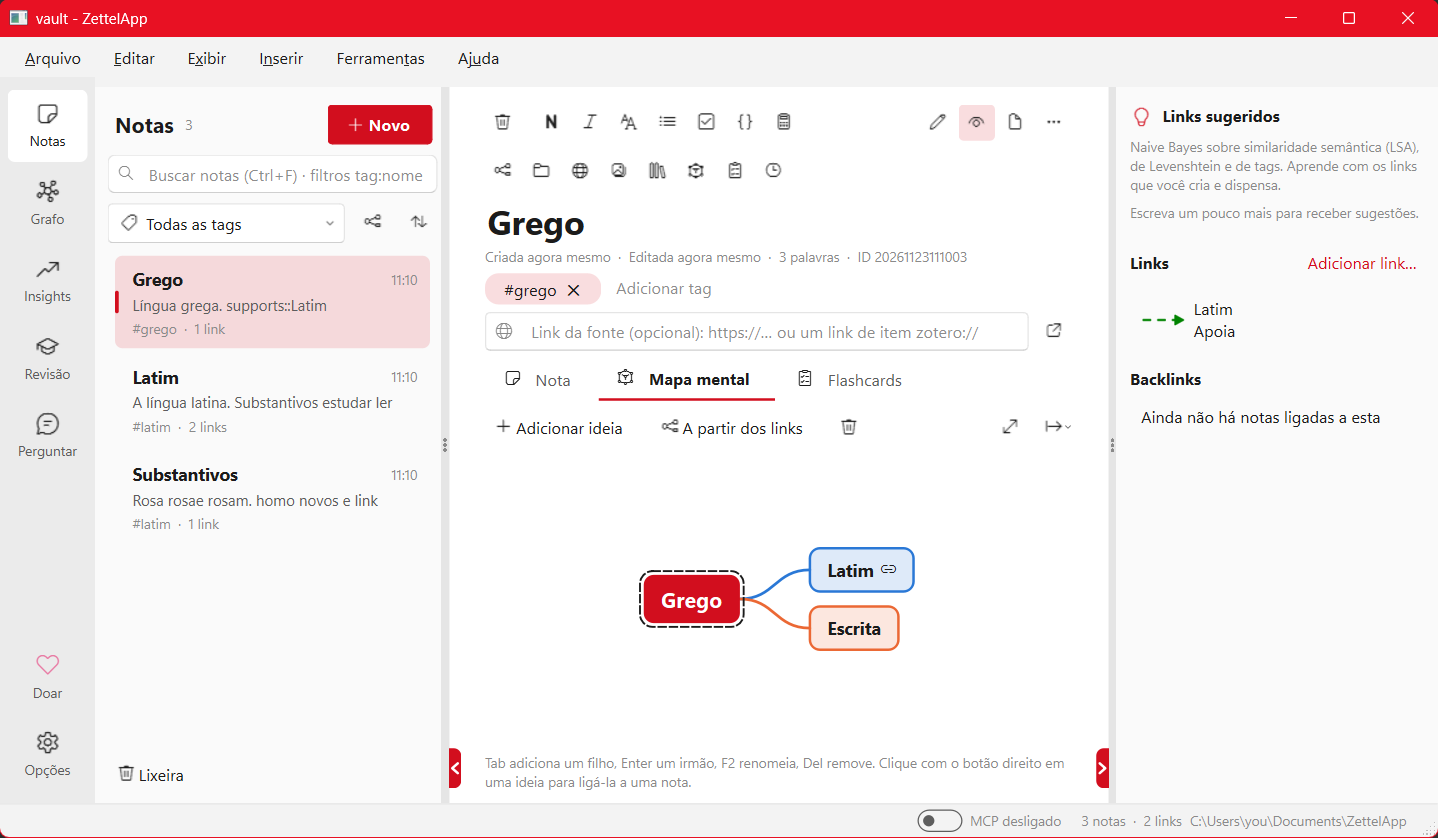 vault - ZettelApp
Arquivo Editar Exibir Inserir Ferramentas Ajuda
Notas
Grafo
Insights
Revisão
Perguntar
Doar
Opções
Notas 3
Novo
Buscar notas (Ctrl+F) · filtros tag:nome
Todas as tags
Grego 11:10
Língua grega. supports::Latim
#grego · 1 link
Latim 11:10
A língua latina. Substantivos estudar ler
#latim · 2 links
Substantivos 11:10
Rosa rosae rosam. homo novos e link
#latim · 1 link
Lixeira
N I AA {}
Grego
Criada agora mesmo · Editada agora mesmo · 3 palavras · ID 20261123111003
#grego Adicionar tag
Link da fonte (opcional): https://... ou um link de item zotero://
Nota Mapa mental Flashcards
Adicionar ideia A partir dos links
Grego
Latim
Escrita
Tab adiciona um filho, Enter um irmão, F2 renomeia, Del remove. Clique com o botão direito em
uma ideia para ligá-la a uma nota.
Links sugeridos
Naive Bayes sobre similaridade semântica (LSA),
de Levenshtein e de tags. Aprende com os links
que você cria e dispensa.
Escreva um pouco mais para receber sugestões.
Links Adicionar link...
Latim
Apoia
Backlinks
Ainda não há notas ligadas a esta
MCP desligado 3 notas · 2 links C:\Users\you\Documents\ZettelApp